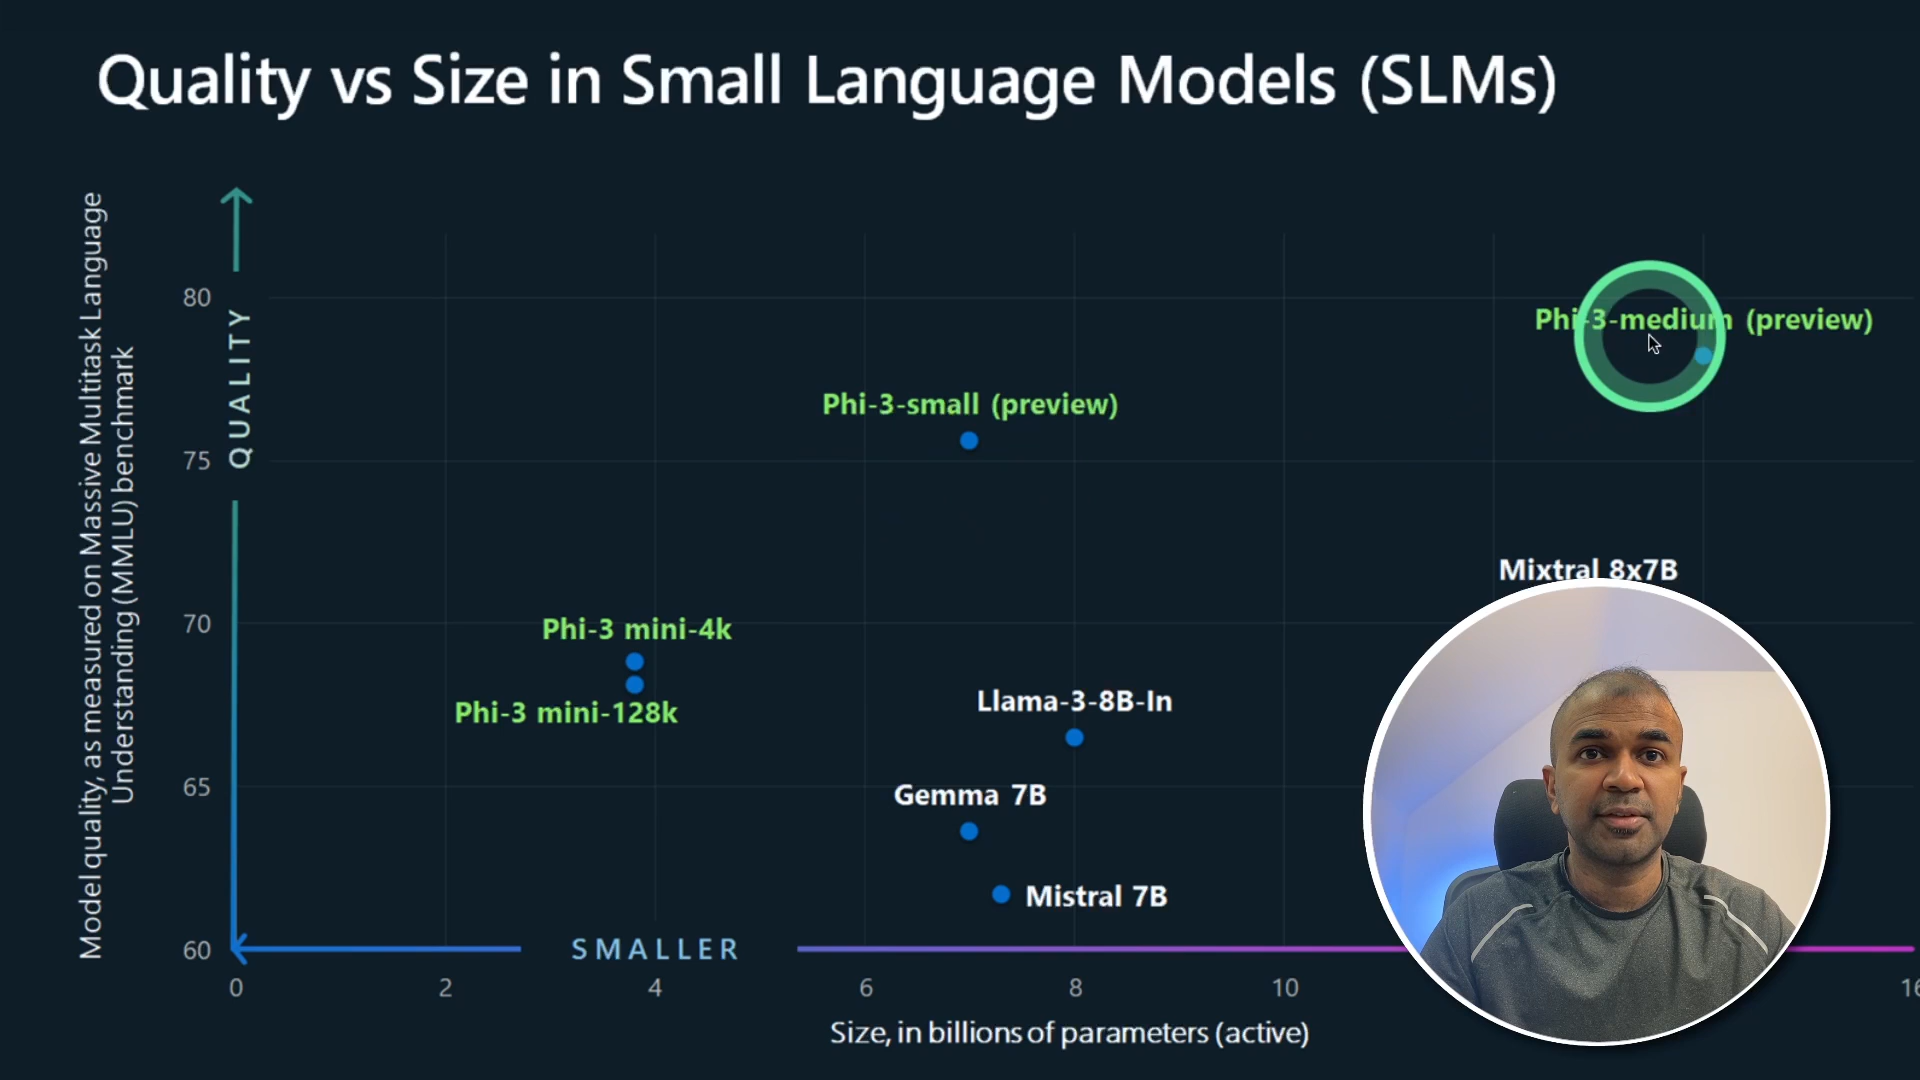 Quality vs Size in Small Language Models (SLMs)
Model quality, as measured on Massive Multitask Language
Understanding (MMLU) benchmark
QUALITY
80
75
70
65
60
Phi-3-medium (preview)
Phi-3-small (preview)
Mixtral 8x7B
Phi-3 mini-4k
Phi-3 mini-128k
Llama-3-8B-In
Gemma 7B
Mistral 7B
SMALLER
0 2 4 6 8 10 16
Size, in billions of parameters (active)